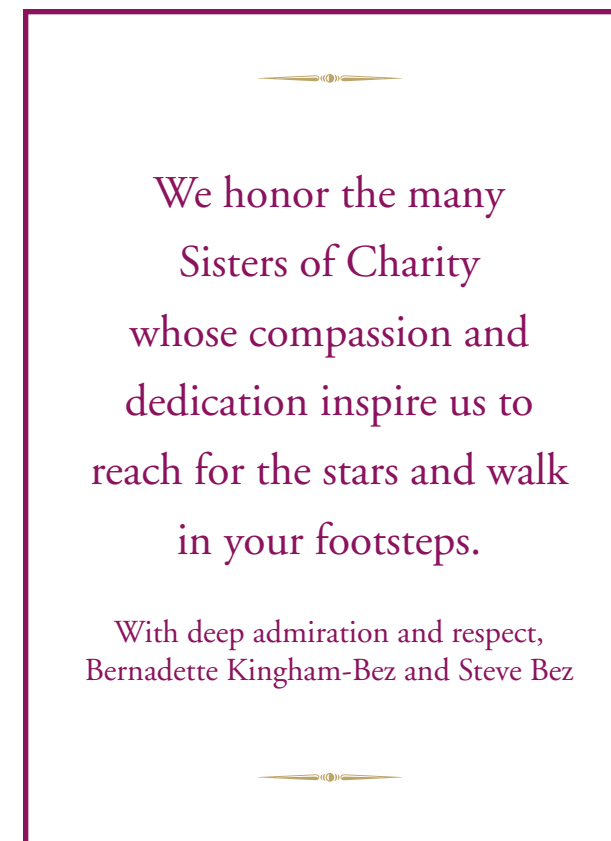 We honor the many
Sisters of Charity
whose compassion and
dedication inspire us to
reach for the stars and walk
in your footsteps.
With deep admiration and respect,
Bernadette Kingham-Bez and Steve Bez